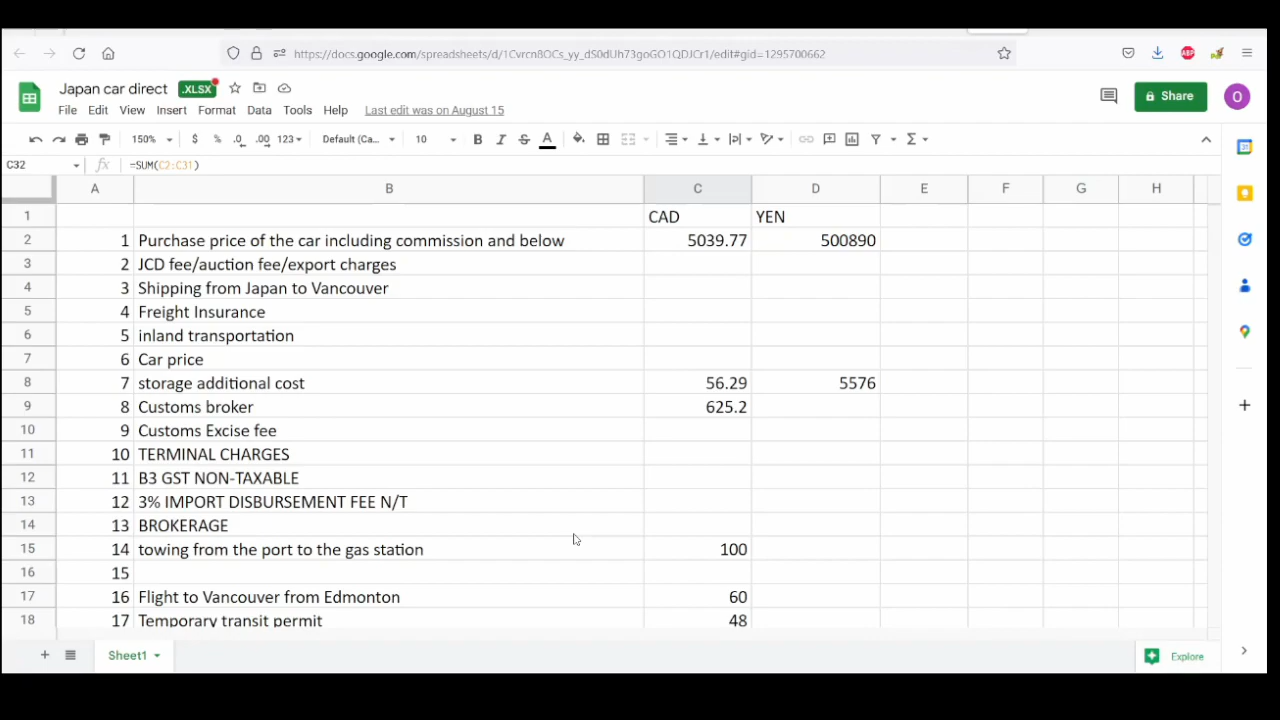 https://docs.google.com/spreadsheets/d/1Cvrcn8OCs_yy_dS0dUh73goGO1QDJCr1/edit#gid=1295700662
ABP
Japan car direct .XLSX
File Edit View Insert Format Data Tools Help Last edit was on August 15
Share
O
150% $ % .0 .00 123 Default (Ca... 10 B I S A
C32 fx =SUM(C2:C31)
A B C D E F G H
1 CAD YEN
2 1 Purchase price of the car including commission and below 5039.77 500890
3 2 JCD fee/auction fee/export charges
4 3 Shipping from Japan to Vancouver
5 4 Freight Insurance
6 5 inland transportation
7 6 Car price
8 7 storage additional cost 56.29 5576
9 8 Customs broker 625.2
10 9 Customs Excise fee
11 10 TERMINAL CHARGES
12 11 B3 GST NON-TAXABLE
13 12 3% IMPORT DISBURSEMENT FEE N/T
14 13 BROKERAGE
15 14 towing from the port to the gas station 100
16 15
17 16 Flight to Vancouver from Edmonton 60
18 17 Temporary transit permit 48
Sheet1
Explore